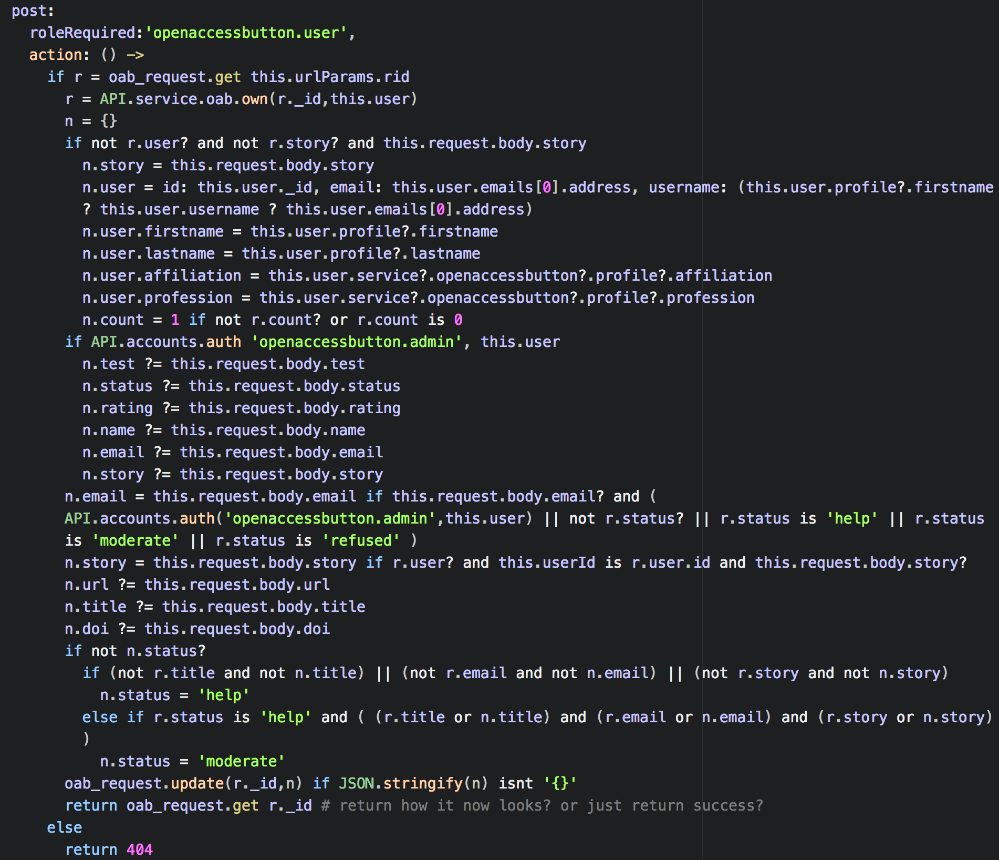 post:
  roleRequired:'openaccessbutton.user',
  action: () ->
    if r = oab_request.get this.urlParams.rid
      r = API.service.oab.own(r._id,this.user)
      n = {}
      if not r.user? and not r.story? and this.request.body.story
        n.story = this.request.body.story
        n.user = id: this.user._id, email: this.user.emails[0].address, username: (this.user.profile?.firstname
        ? this.user.username ? this.user.emails[0].address)
        n.user.firstname = this.user.profile?.firstname
        n.user.lastname = this.user.profile?.lastname
        n.user.affiliation = this.user.service?.openaccessbutton?.profile?.affiliation
        n.user.profession = this.user.service?.openaccessbutton?.profile?.profession
        n.count = 1 if not r.count? or r.count is 0
      if API.accounts.auth 'openaccessbutton.admin', this.user
        n.test ?= this.request.body.test
        n.status ?= this.request.body.status
        n.rating ?= this.request.body.rating
        n.name ?= this.request.body.name
        n.email ?= this.request.body.email
        n.story ?= this.request.body.story
      n.email = this.request.body.email if this.request.body.email? and (
      API.accounts.auth('openaccessbutton.admin',this.user) || not r.status? || r.status is 'help' || r.status
      is 'moderate' || r.status is 'refused' )
      n.story = this.request.body.story if r.user? and this.userId is r.user.id and this.request.body.story?
      n.url ?= this.request.body.url
      n.title ?= this.request.body.title
      n.doi ?= this.request.body.doi
      if not n.status?
        if (not r.title and not n.title) || (not r.email and not n.email) || (not r.story and not n.story)
          n.status = 'help'
        else if r.status is 'help' and ( (r.title or n.title) and (r.email or n.email) and (r.story or n.story)
        )
          n.status = 'moderate'
      oab_request.update(r._id,n) if JSON.stringify(n) isnt '{}'
      return oab_request.get r._id # return how it now looks? or just return success?
    else
      return 404